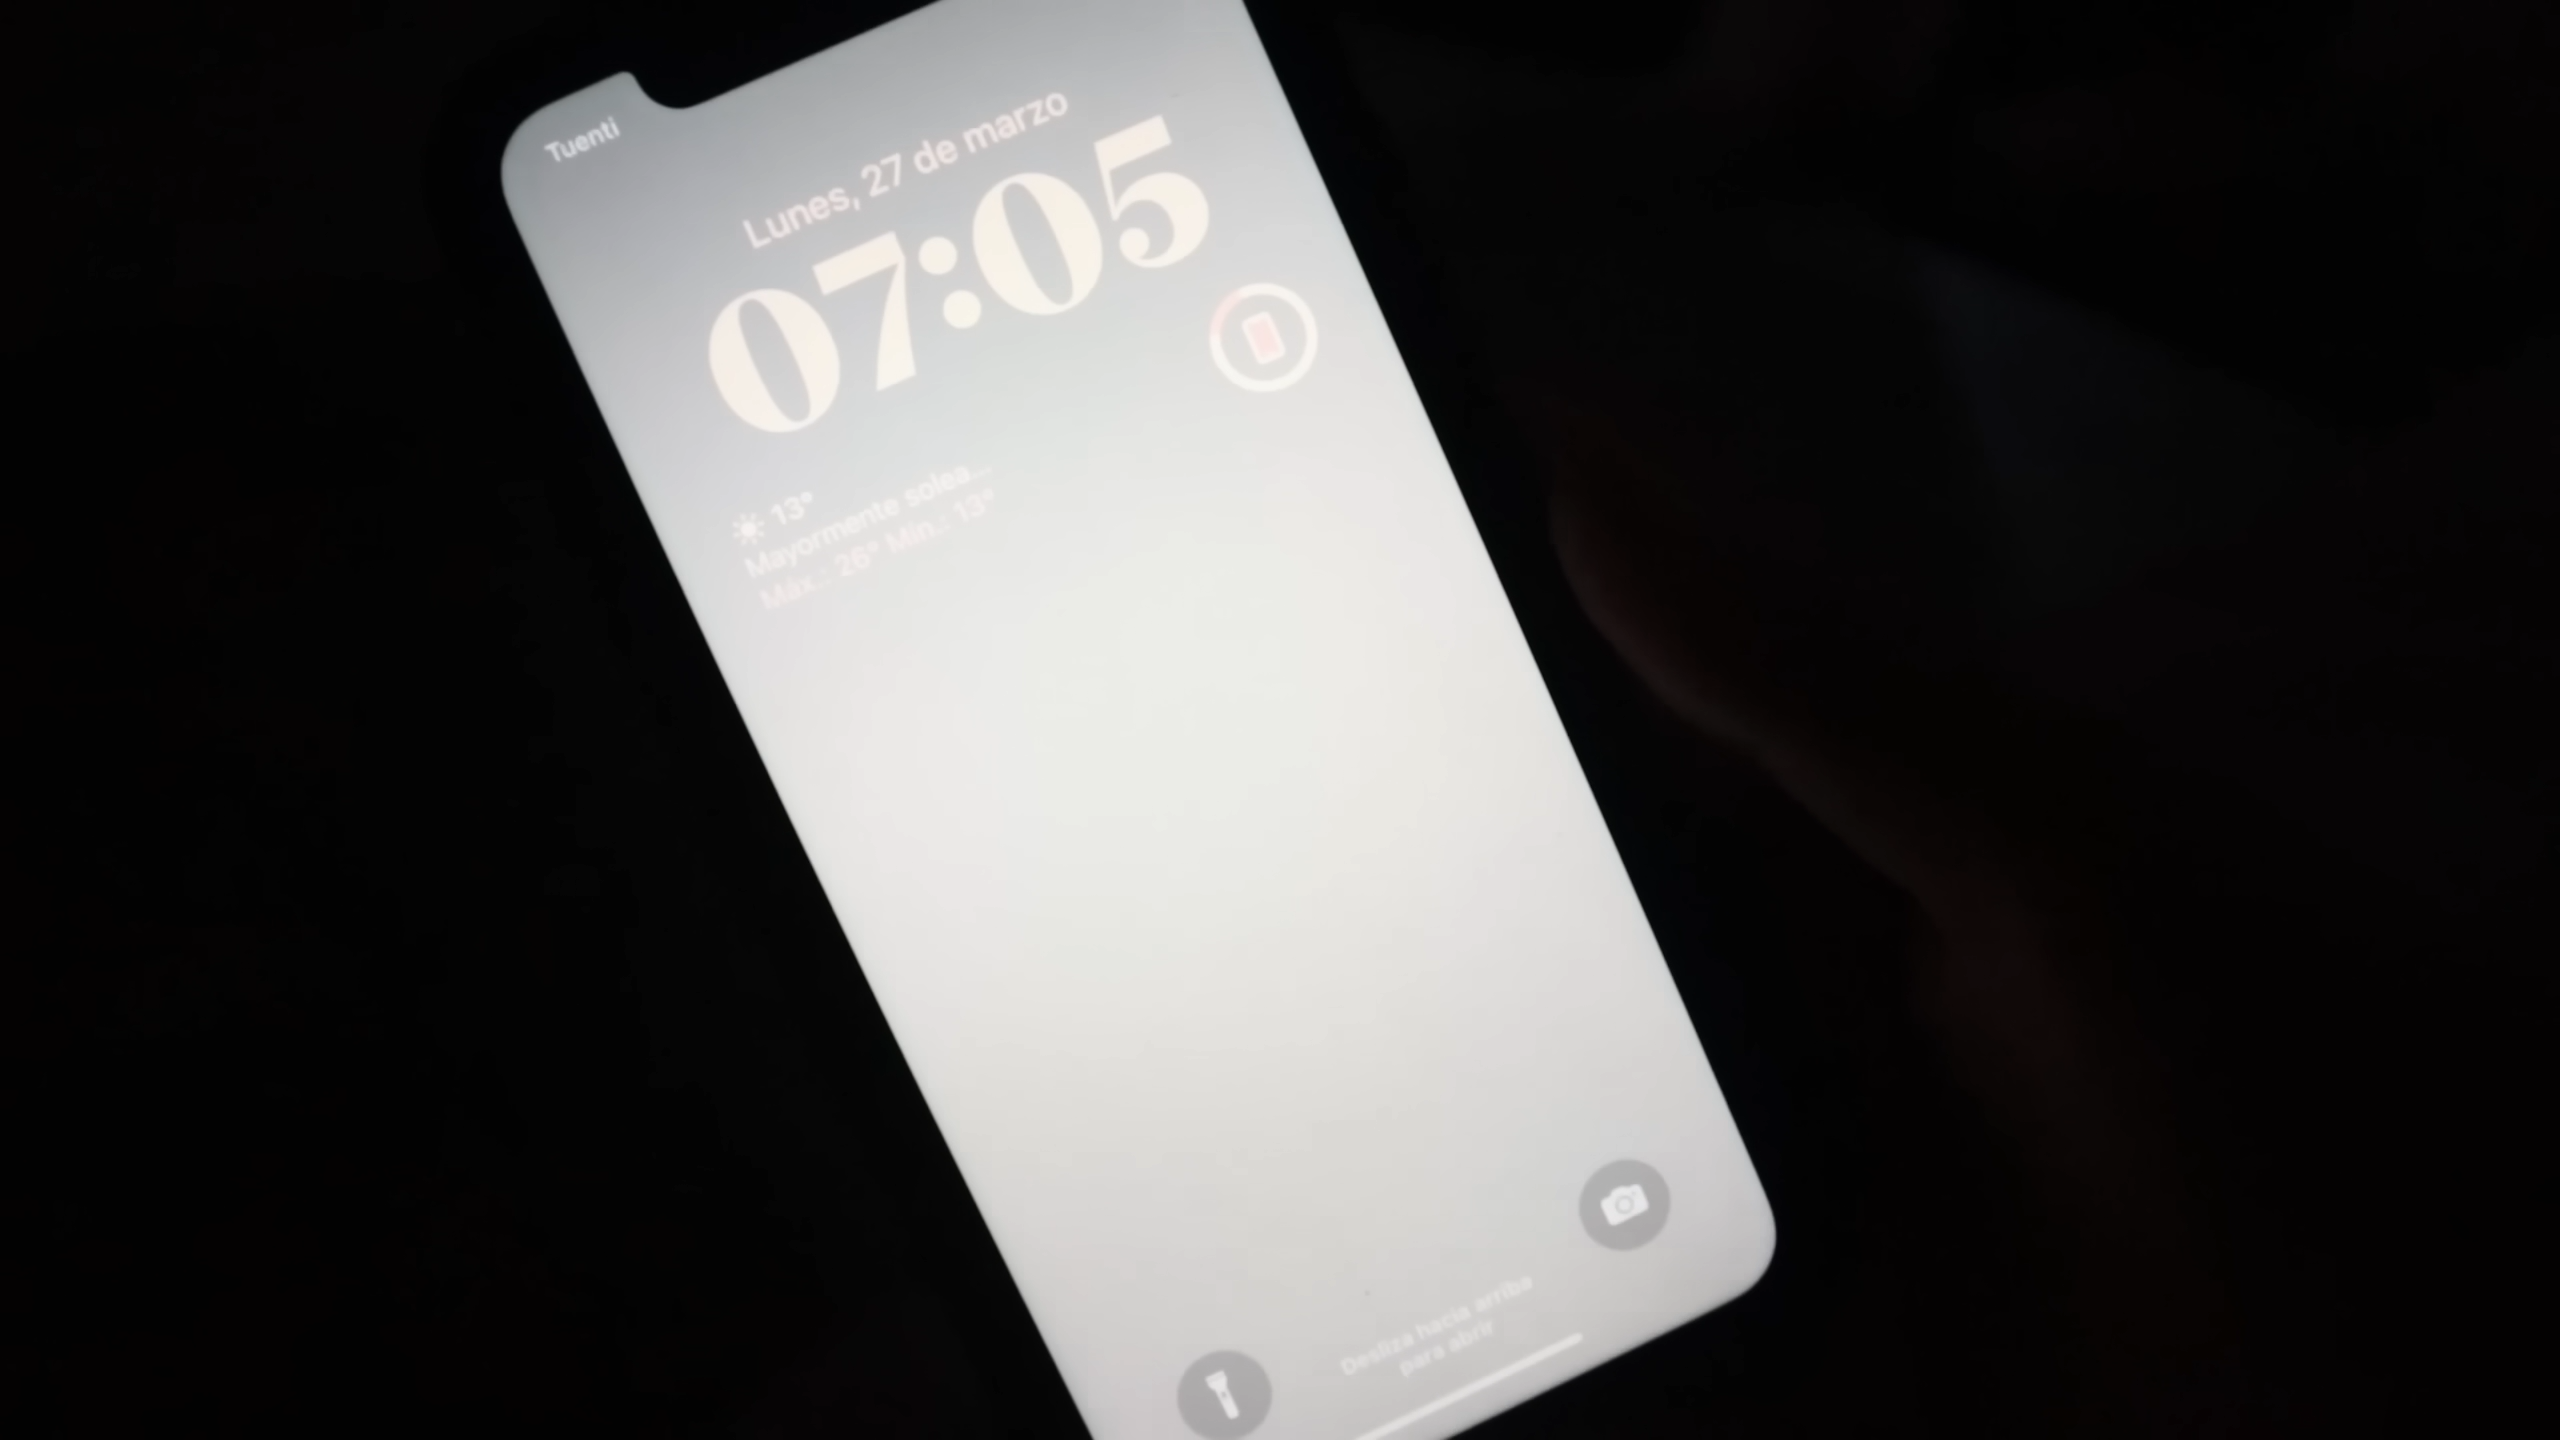 Tuenti
Lunes, 27 de marzo
07:05
13°
Mayormente solea...
Máx.: 26° Mín.: 13°
Desliza hacia arriba
para abrir